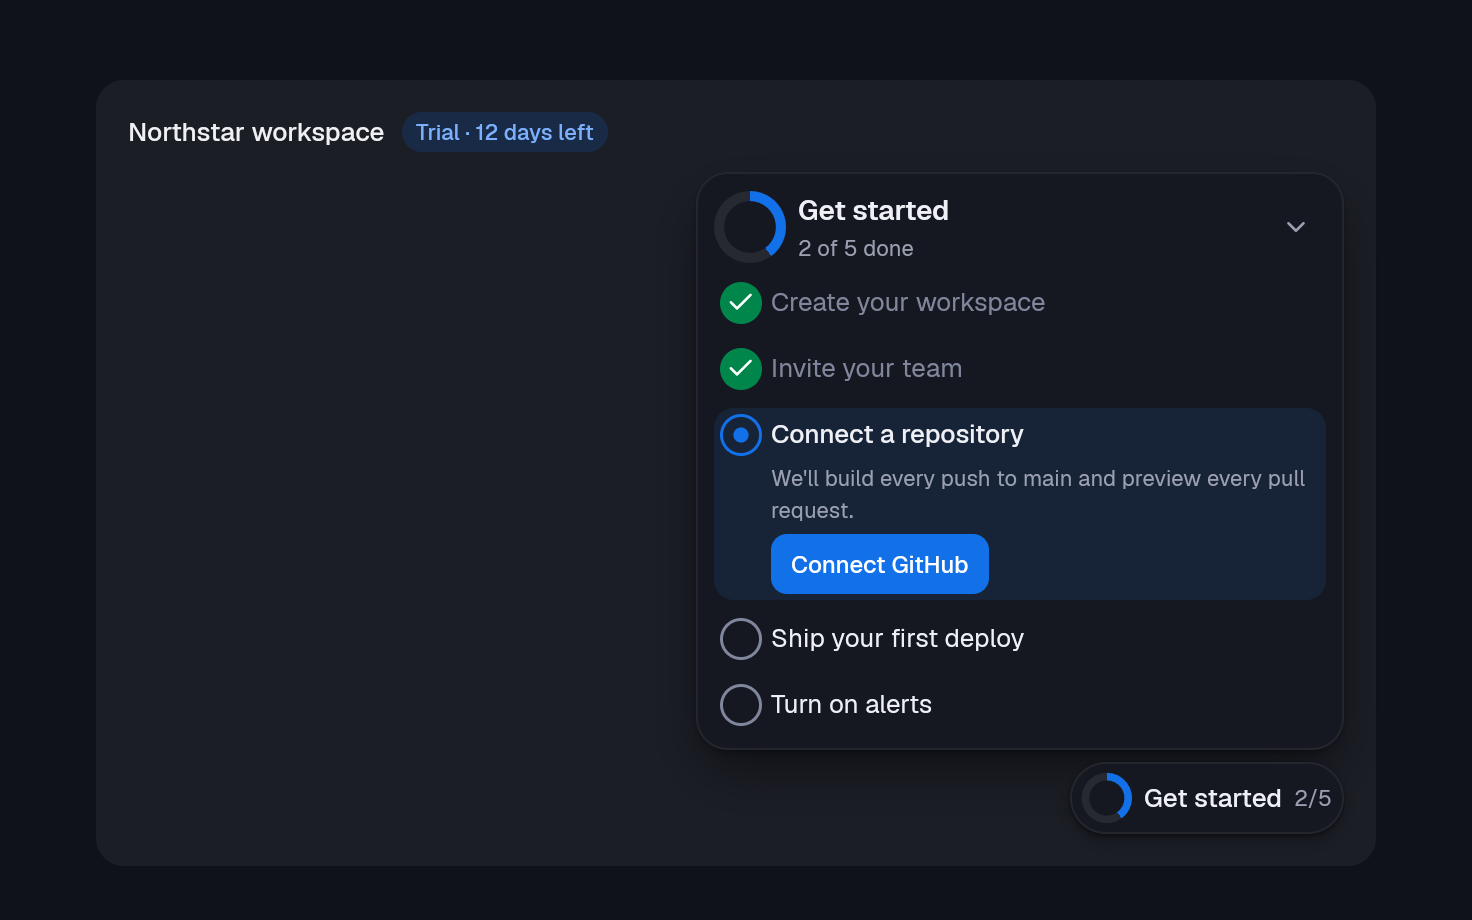 Northstar workspace
Trial · 12 days left
Get started
2 of 5 done
Create your workspace
Invite your team
Connect a repository
We'll build every push to main and preview every pull
request.
Connect GitHub
Ship your first deploy
Turn on alerts
Get started 2/5